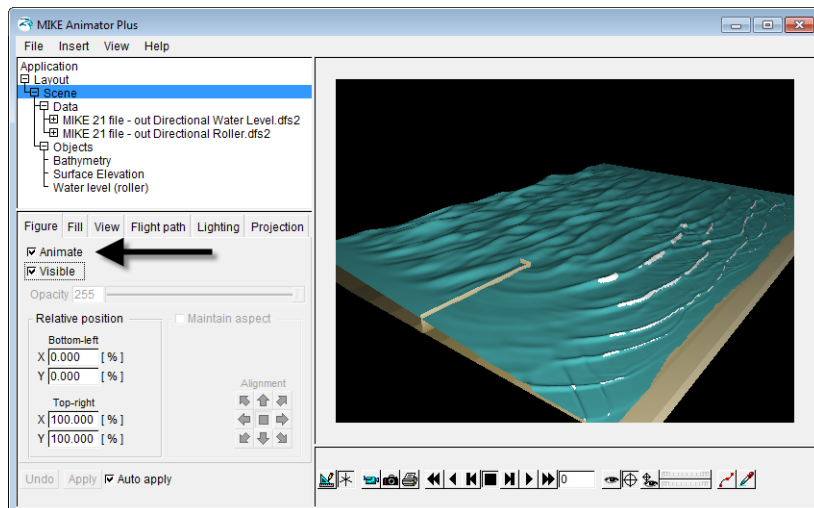 MIKE Animator Plus
File Insert View Help
Application
Layout
Scene
Data
MIKE 21 file - out Directional Water Level.dfs2
MIKE 21 file - out Directional Roller.dfs2
Objects
Bathymetry
Surface Elevation
Water level (roller)
Figure Fill View Flight path Lighting Projection
Animate
Visible
Opacity 255
Relative position
Maintain aspect
Bottom-left
X 0.000 [ % ]
Y 0.000 [ % ]
Alignment
Top-right
X 100.000 [ % ]
Y 100.000 [ % ]
Undo Apply Auto apply
0